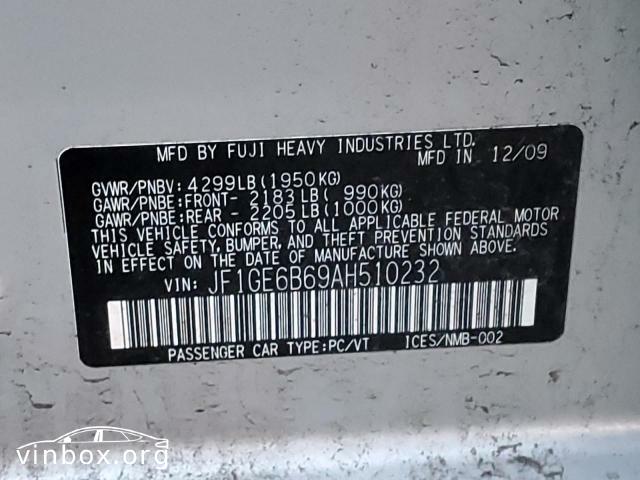 MFD BY FUJI HEAVY INDUSTRIES LTD.
MFD IN 12/09
GVWR/PNBV: 4299LB(1950KG)
GAWR/PNBE:FRONT- 2183LB( 990KG)
GAWR/PNBE:REAR - 2205LB(1000KG)
THIS VEHICLE CONFORMS TO ALL APPLICABLE FEDERAL MOTOR
VEHICLE SAFETY, BUMPER, AND THEFT PREVENTION STANDARDS
IN EFFECT ON THE DATE OF MANUFACTURE SHOWN ABOVE.
VIN: JF1GE6B69AH510232
PASSENGER CAR TYPE:PC/VT ICES/NMB-002
vinbox.org